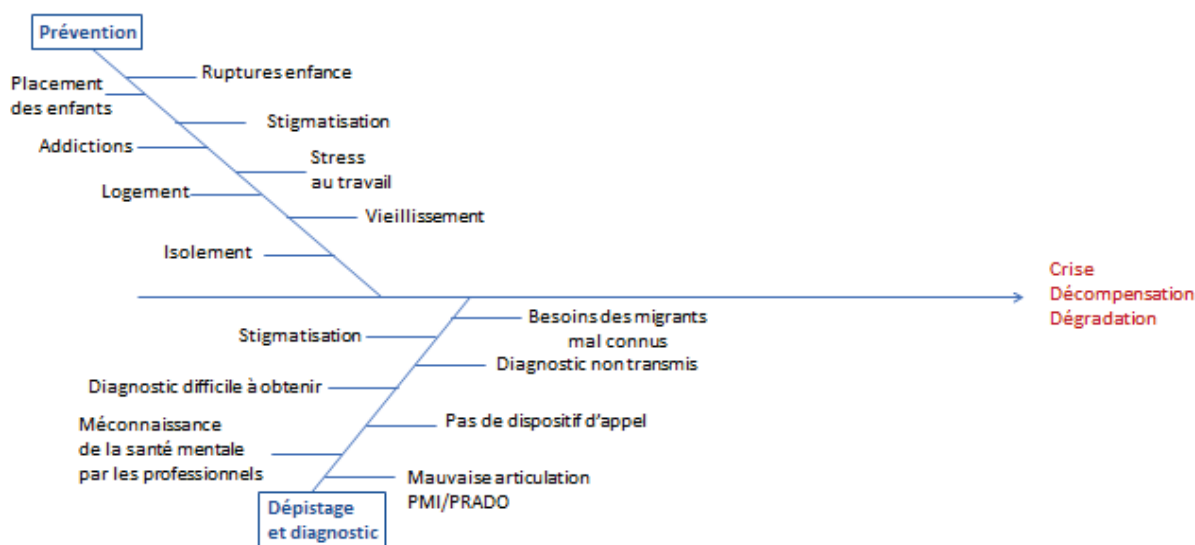 Prévention
Ruptures enfance
Placement
des enfants
Stigmatisation
Addictions
Stress
au travail
Logement
Vieillissement
Isolement
Crise
Décompensation
Dégradation
Besoins des migrants
mal connus
Stigmatisation
Diagnostic non transmis
Diagnostic difficile à obtenir
Pas de dispositif d'appel
Méconnaissance
de la santé mentale
par les professionnels
Mauvaise articulation
PMI/PRADO
Dépistage
et diagnostic